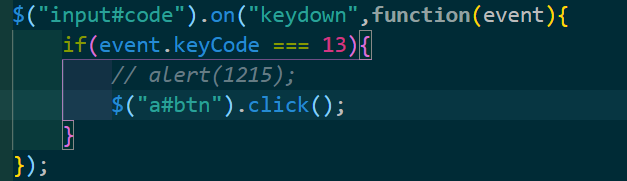 $("input#code").on("keydown",function(event){
    if(event.keyCode === 13){
        // alert(1215);
        $("a#btn").click();
    }
});